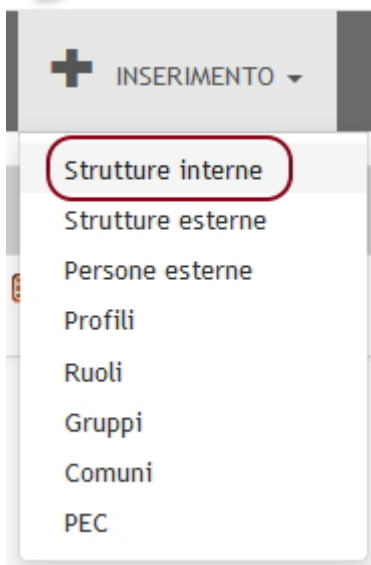 INSERIMENTO
Strutture interne
Strutture esterne
Persone esterne
Profili
Ruoli
Gruppi
Comuni
PEC